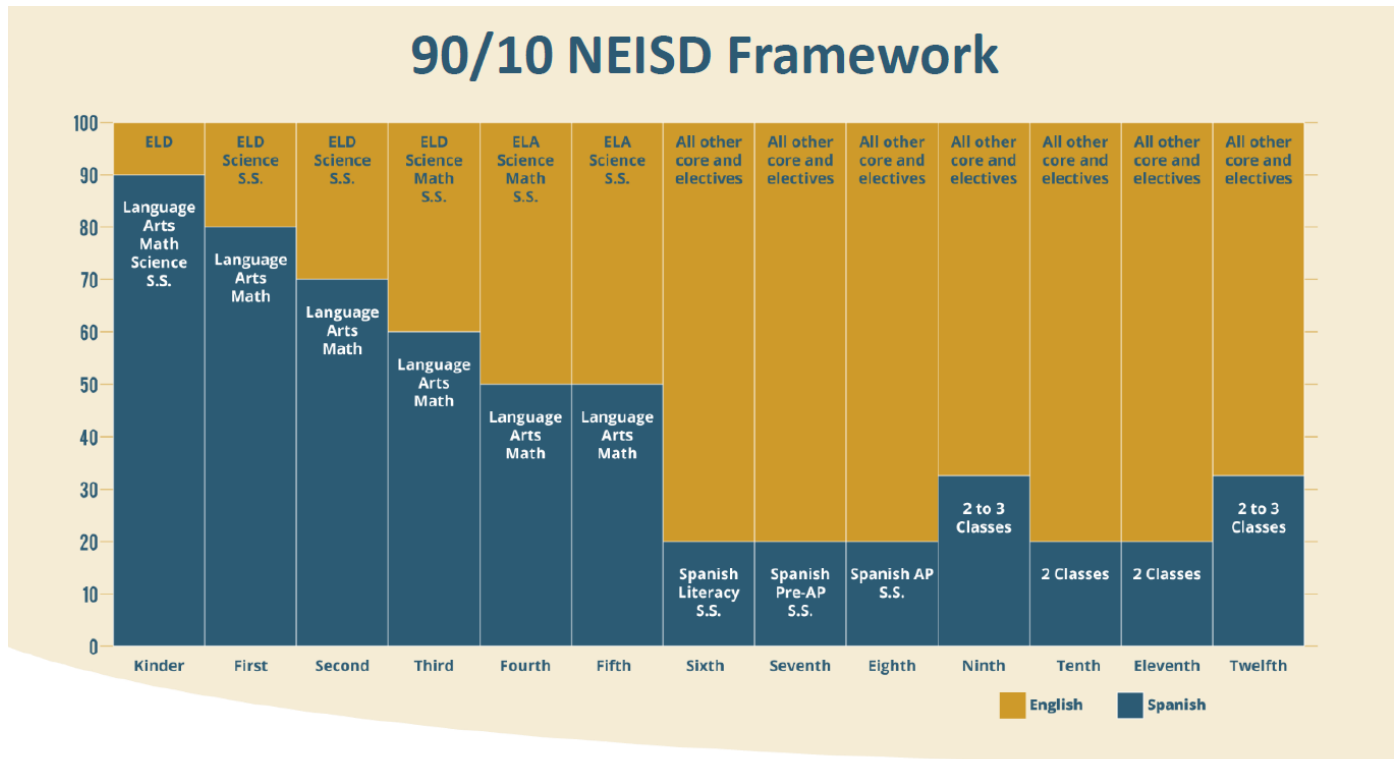 90/10 NEISD Framework
100
90
80
70
60
50
40
30
20
10
0
ELD
Language
Arts
Math
Science
S.S.
Kinder
ELD
Science
S.S.
Language
Arts
Math
First
ELD
Science
S.S.
Language
Arts
Math
Second
ELD
Science
Math
S.S.
Language
Arts
Math
Third
ELA
Science
Math
S.S.
Language
Arts
Math
Fourth
ELA
Science
S.S.
Language
Arts
Math
Fifth
All other
core and
electives
Spanish
Literacy
S.S.
Sixth
All other
core and
electives
Spanish
Pre-AP
S.S.
Seventh
All other
core and
electives
Spanish AP
S.S.
Eighth
All other
core and
electives
2 to 3
Classes
Ninth
All other
core and
electives
2 Classes
Tenth
All other
core and
electives
2 Classes
Eleventh
All other
core and
electives
2 to 3
Classes
Twelfth
English
Spanish